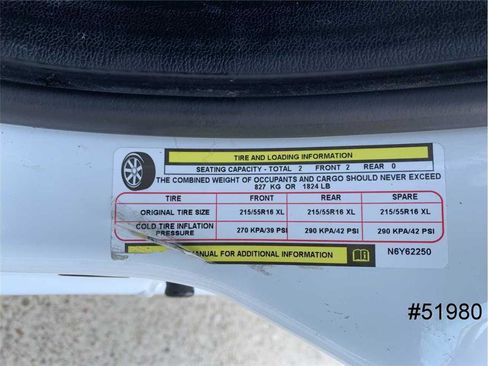 TIRE AND LOADING INFORMATION
SEATING CAPACITY - TOTAL 2 FRONT 2 REAR 0
THE COMBINED WEIGHT OF OCCUPANTS AND CARGO SHOULD NEVER EXCEED
827 KG OR 1824 LB
TIRE FRONT REAR SPARE
ORIGINAL TIRE SIZE 215/55R16 XL 215/55R16 XL 215/55R16 XL
COLD TIRE INFLATION PRESSURE 270 KPA/39 PSI 290 KPA/42 PSI 290 KPA/42 PSI
MANUAL FOR ADDITIONAL INFORMATION N6Y62250
#51980